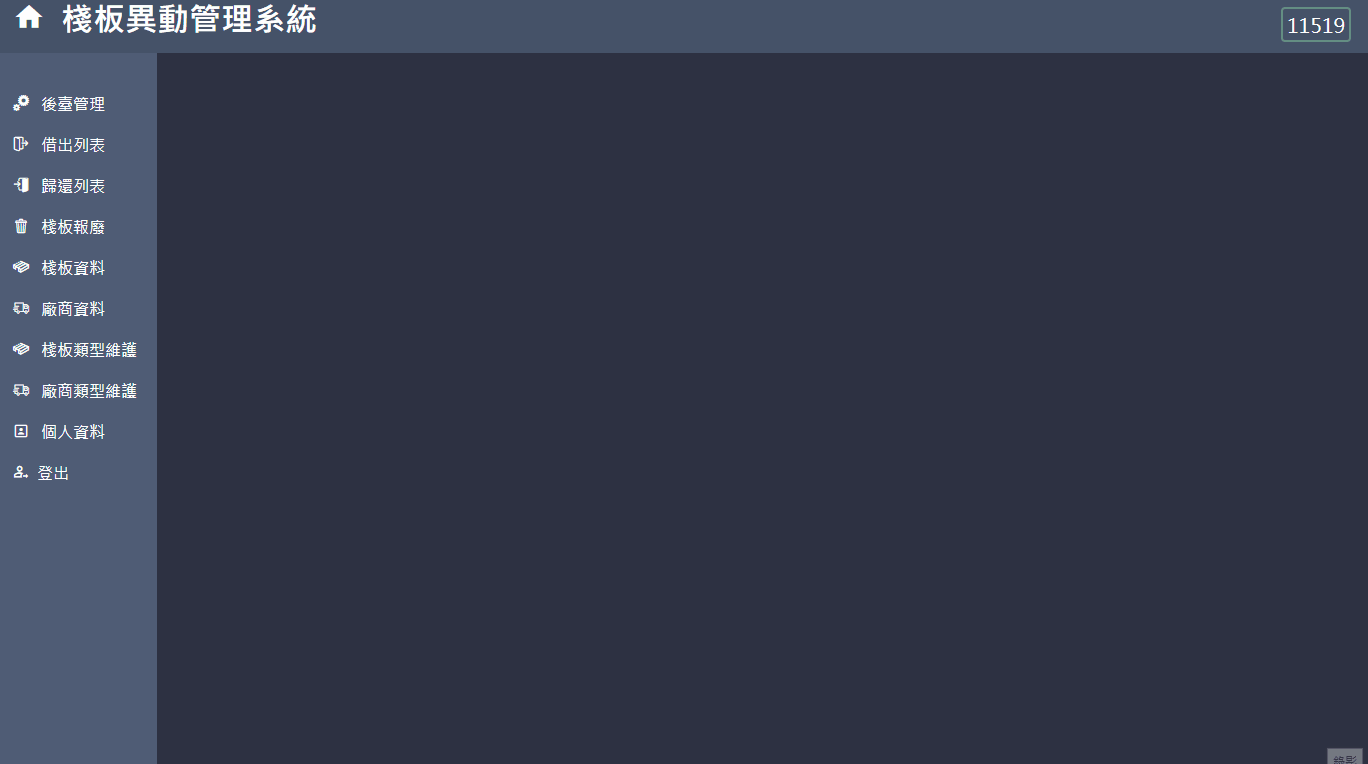 棧板異動管理系統
11519
後臺管理
借出列表
歸還列表
棧板報廢
棧板資料
廠商資料
棧板類型維護
廠商類型維護
個人資料
登出